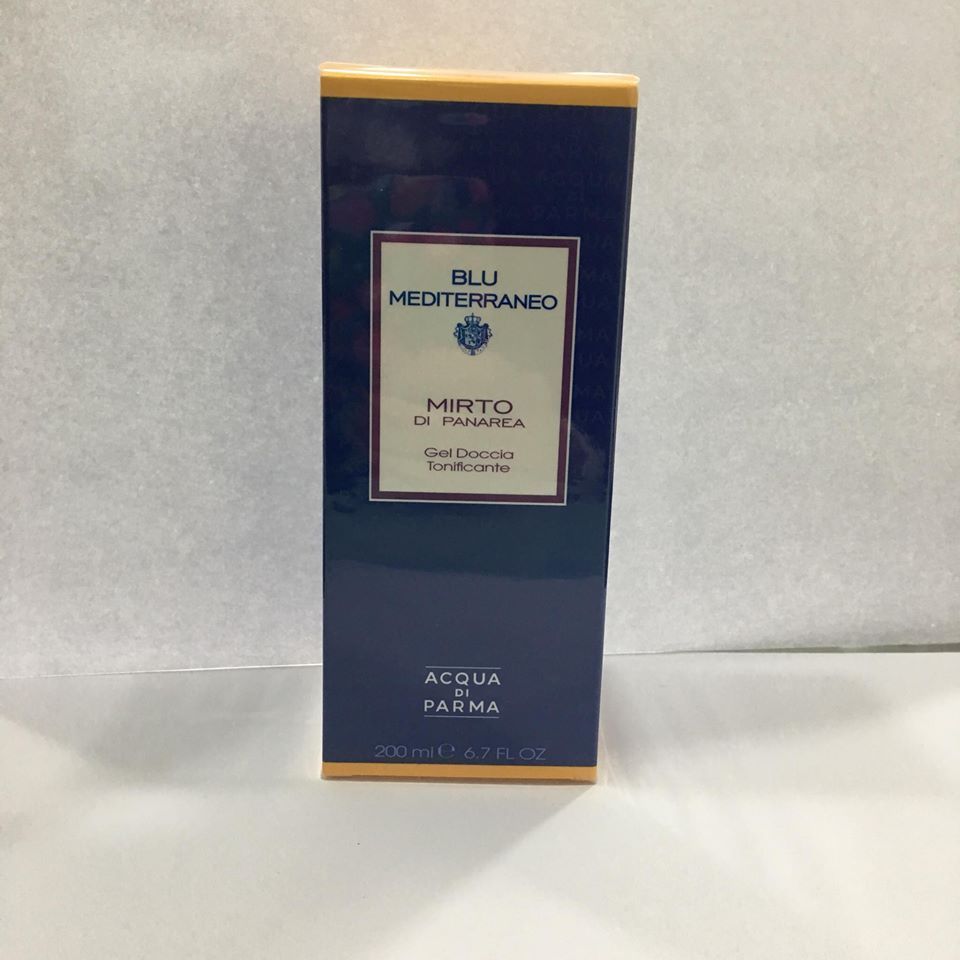 BLU
MEDITERRANEO
MIRTO
DI PANAREA
Gel Doccia
Tonificante
ACQUA
DI
PARMA
200 ml ℮ 6.7 FL OZ